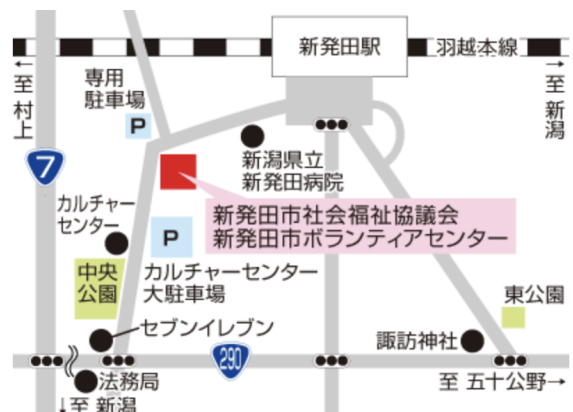 新発田駅
羽越本線
←
至
村
上
→
至
新
潟
専用
駐車場
P
7
新潟県立
新発田病院
カルチャー
センター
新発田市社会福祉協議会
新発田市ボランティアセンター
P
中央
公園
カルチャーセンター
大駐車場
東公園
セブンイレブン
諏訪神社
290
法務局
至 五十公野→
↓至 新潟